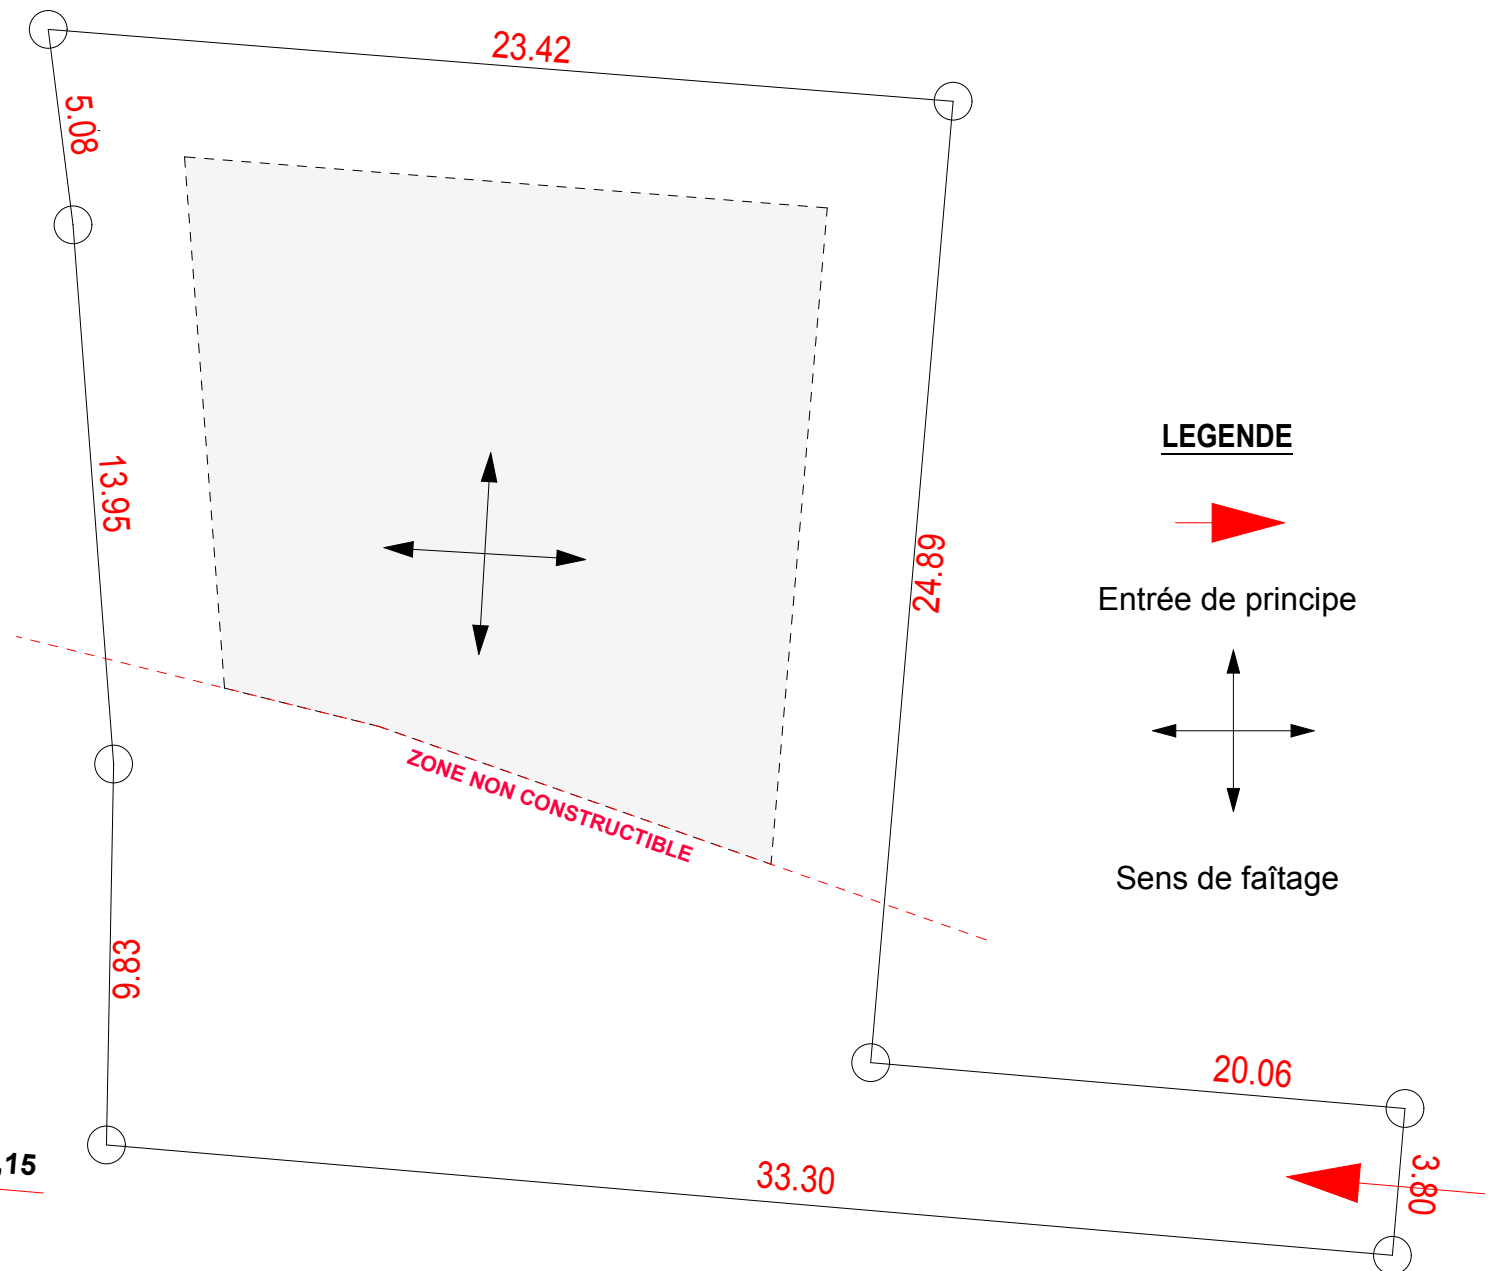 23.42
5.08
13.95
24.89
LEGENDE
Entrée de principe
ZONE NON CONSTRUCTIBLE
Sens de faîtage
9.83
20.06
,15
33.30
3.80